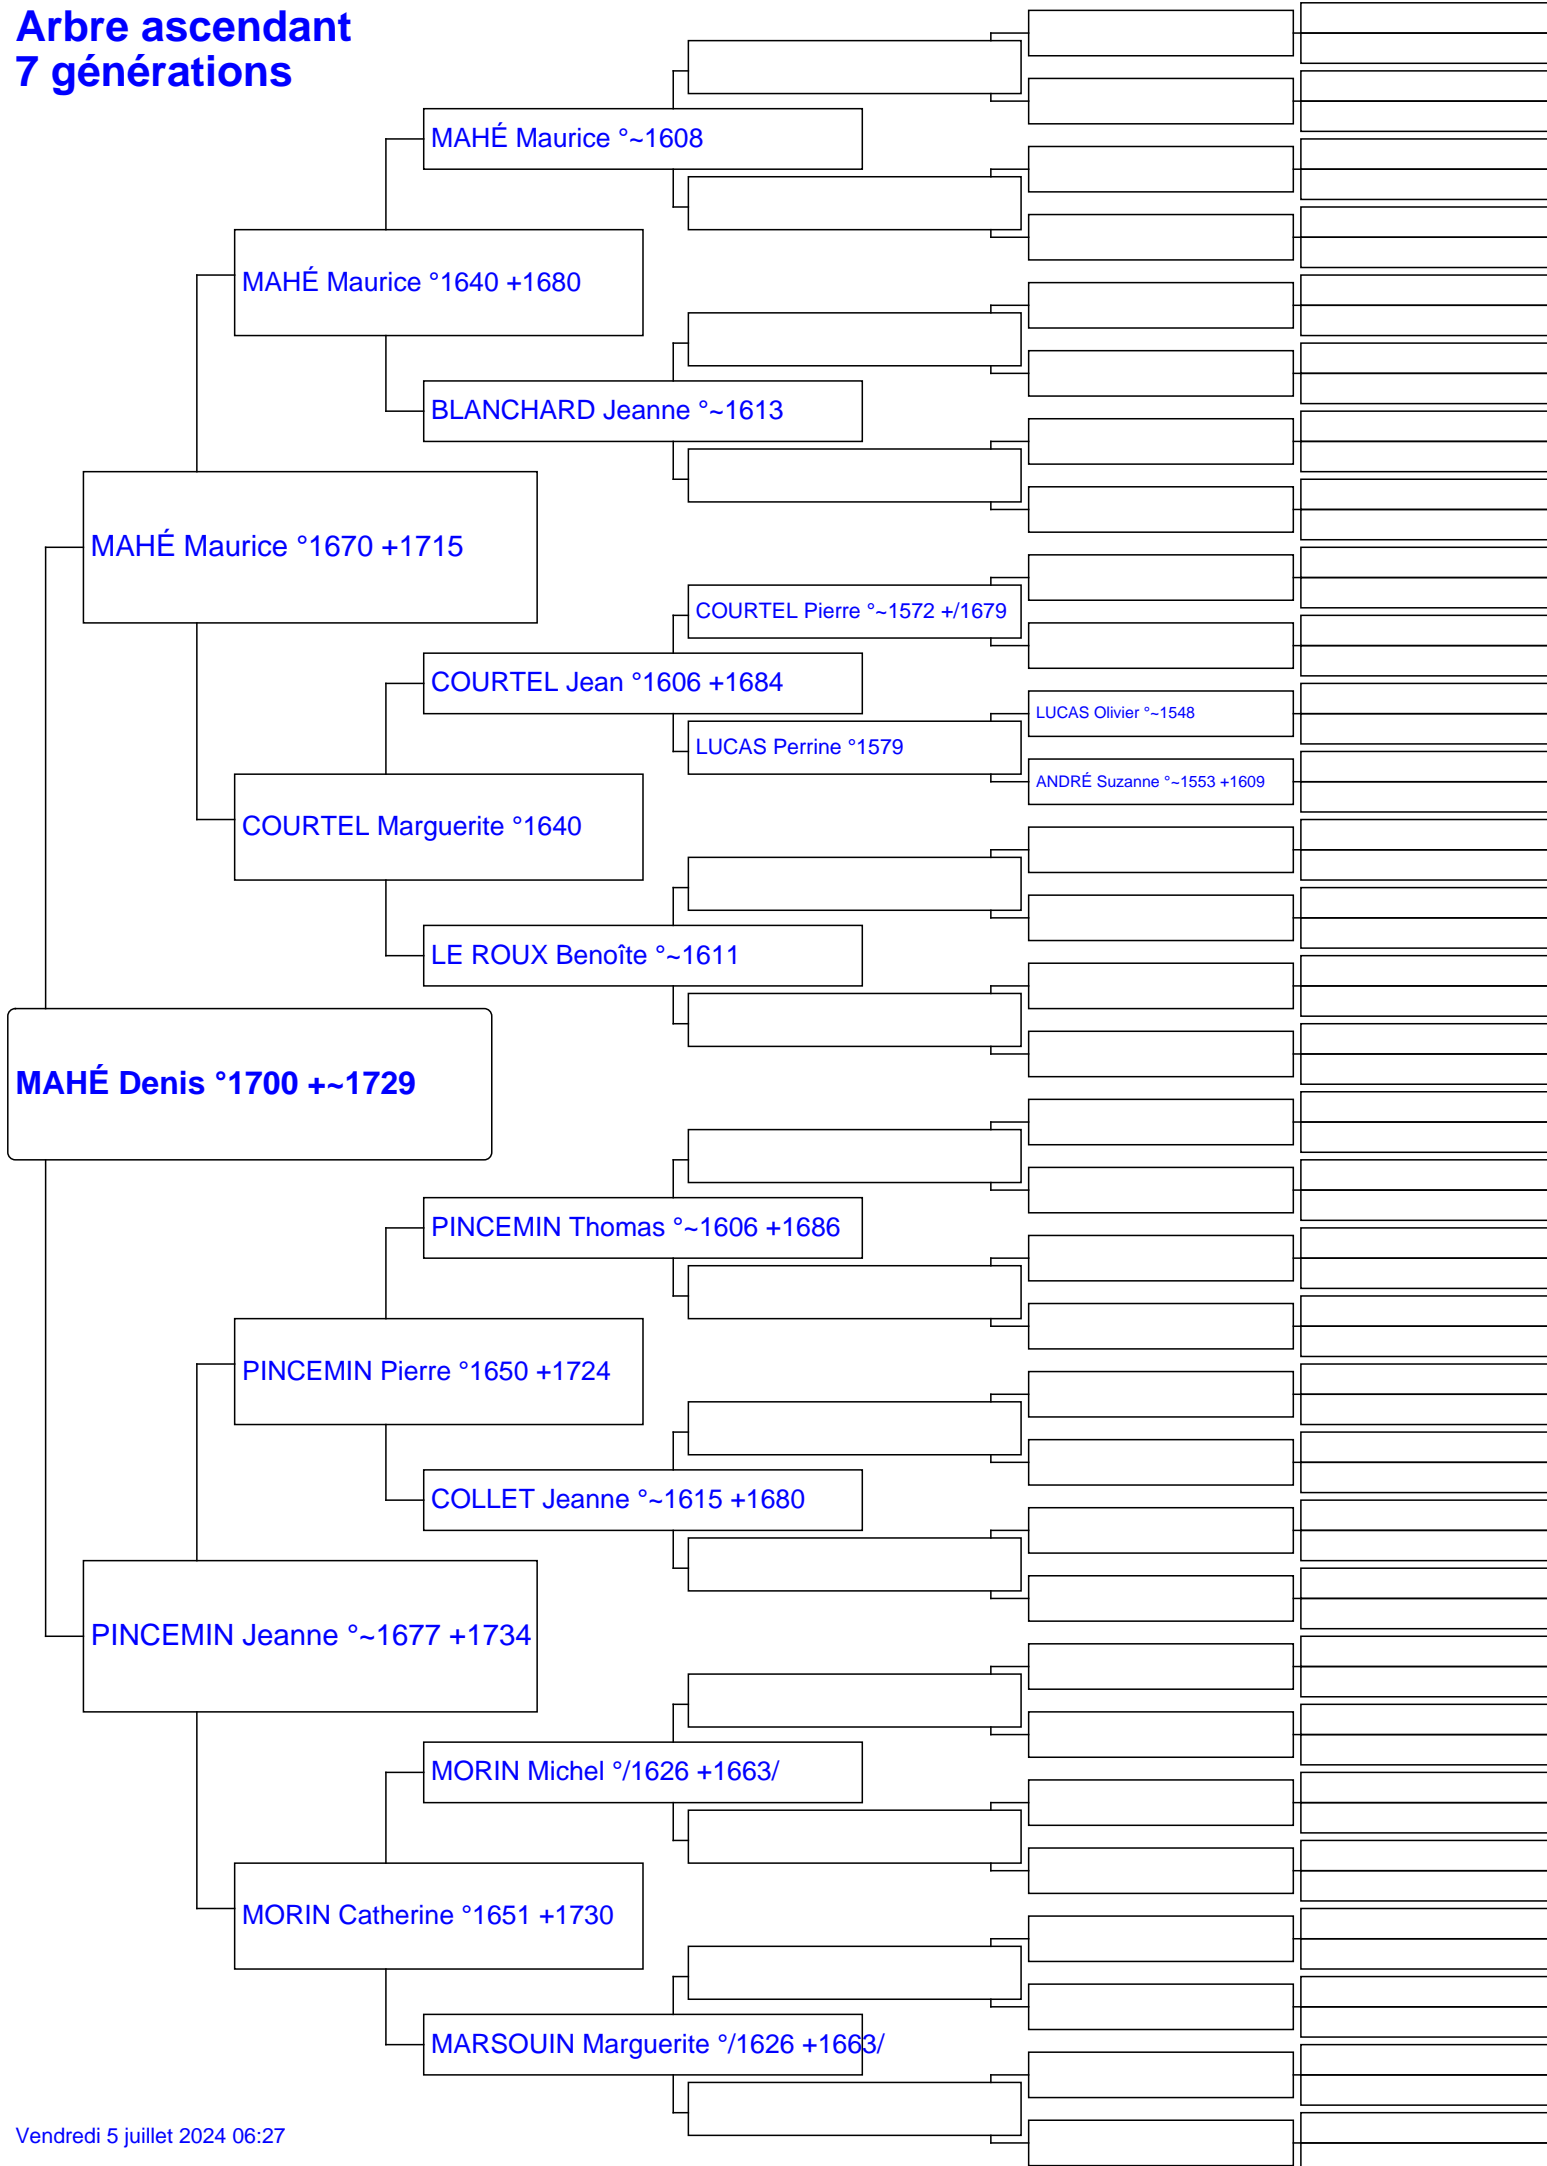 Arbre ascendant
7 générations
MAHÉ Maurice °~1608
MAHÉ Maurice °1640 +1680
BLANCHARD Jeanne °~1613
MAHÉ Maurice °1670 +1715
COURTEL Pierre °~1572 +/1679
COURTEL Jean °1606 +1684
LUCAS Olivier °~1548
LUCAS Perrine °1579
ANDRÉ Suzanne °~1553 +1609
COURTEL Marguerite °1640
LE ROUX Benoîte °~1611
MAHÉ Denis °1700 +~1729
PINCEMIN Thomas °~1606 +1686
PINCEMIN Pierre °1650 +1724
COLLET Jeanne °~1615 +1680
PINCEMIN Jeanne °~1677 +1734
MORIN Michel °/1626 +1663/
MORIN Catherine °1651 +1730
MARSOUIN Marguerite °/1626 +1663/
Vendredi 5 juillet 2024 06:27